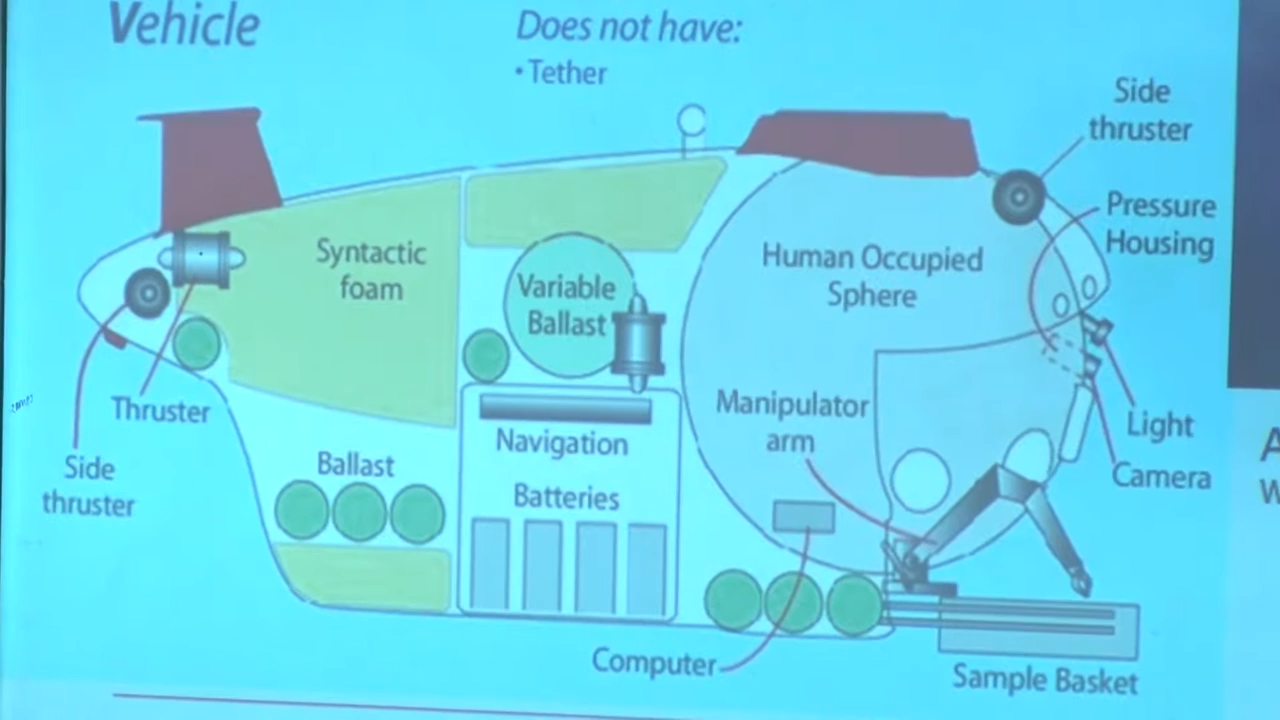 Vehicle
Does not have:
• Tether
Side
thruster
Pressure
Housing
Syntactic
foam
Variable
Ballast
Human Occupied
Sphere
Thruster
Manipulator
arm
Navigation
Light
Camera
Side
thruster
Ballast
Batteries
Computer
Sample Basket